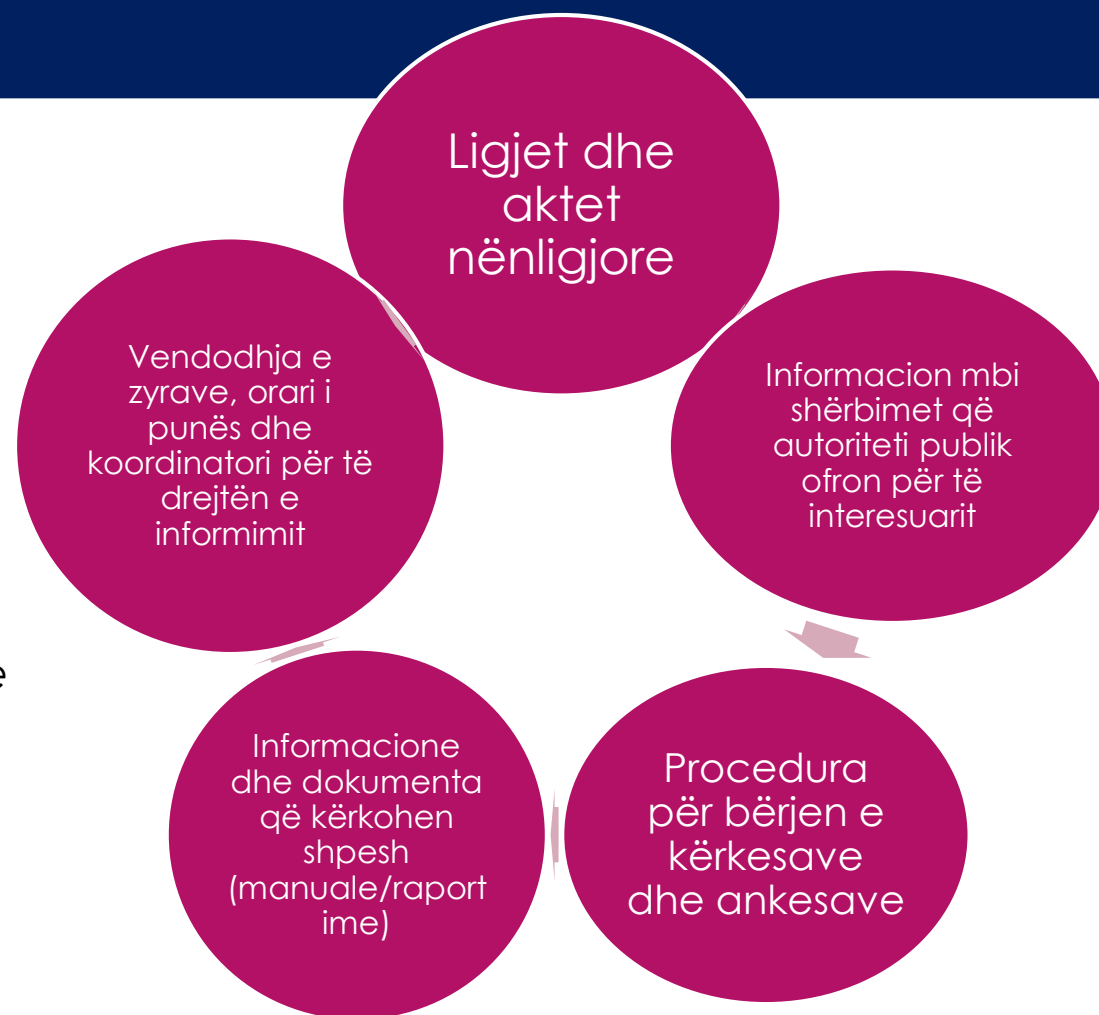 Ligjet dhe
aktet
nënligjore
Informacion mbi
shërbimet që
autoriteti publik
ofron për të
interesuarit
Procedura
për bërjen e
kërkesave
dhe ankesave
Informacione
dhe dokumenta
që kërkohen
shpesh
(manuale/raport
ime)
Vendodhja e
zyrave, orari i
punës dhe
koordinatori për të
drejtën e
informimit